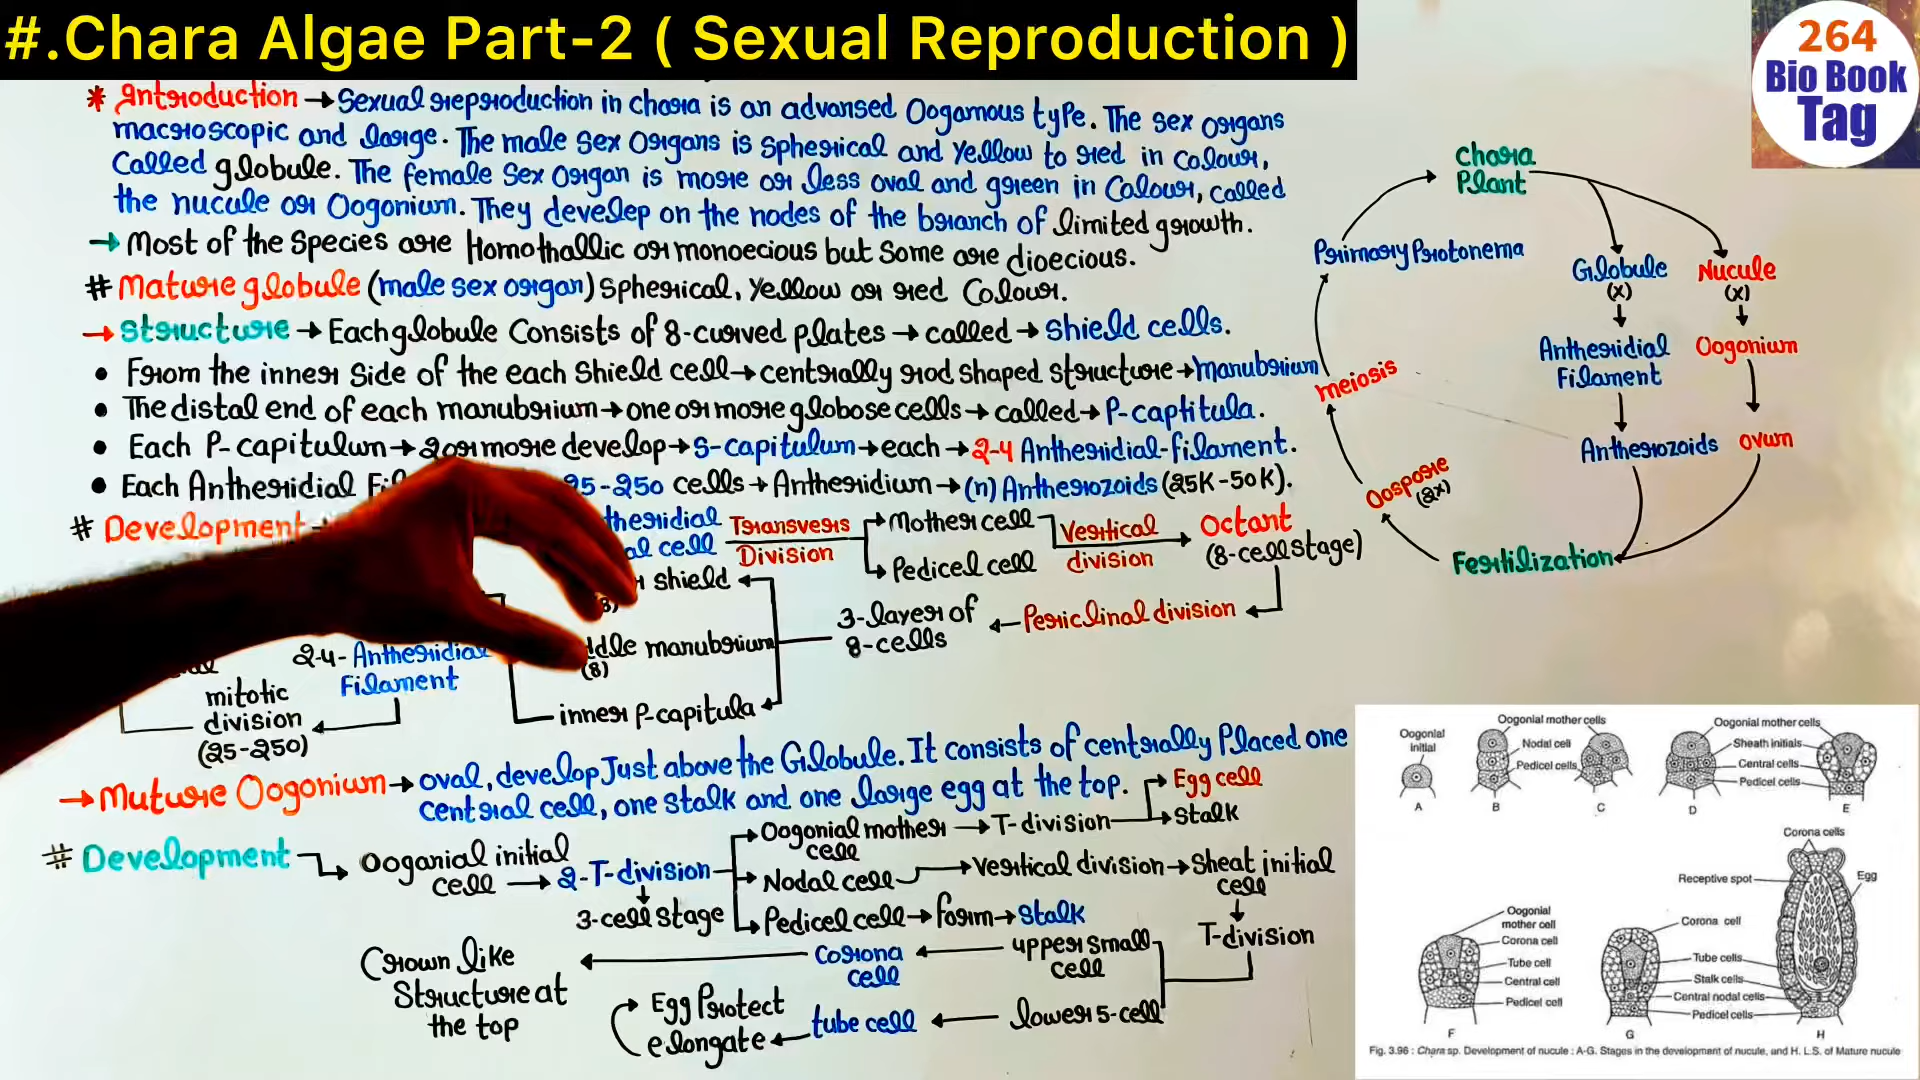 #.Chara Algae Part-2 ( Sexual Reproduction )
264
Bio Book
Tag
* Introduction → Sexual reproduction in chara is an advansed Oogamous type. The sex organs
macroscopic and large. The male sex Organs is spherical and yellow to red in colour,
Called globule. The female sex organ is more or less oval and green in Colour, called
the nucule or Oogonium. They develep on the nodes of the branch of limited growth.
→ Most of the species are Homothallic or monoecious but some are dioecious.
# Mature globule (male sex organ) Spherical, yellow or red Colour.
→ Structure → Each globule Consists of 8-curved plates → called → shield cells.
• From the inner side of the each shield cell → centrally rod shaped structure → manubrium
• The distal end of each manubrium → one or more globose cells → called → P-captitula.
• Each P-capitulum → 2 or more develop → S-capitulum → each → 2-4 Antheridial-filament.
• Each Antheridial Fil 25-250 cells → Antheridium → (n) Antherozoids (25K-50K).
# Development → theridial
al cell
Transvers
Division
Mother cell
Pedicel cell
Vertical
division
Octant
(8-cell stage)
Periclinal division
3-layer of
8-cells
shield
ddle manubrium
(8)
inner P-capitula
2-4-Antheridial
Filament
mitotic
division
(25-250)
→ Muture Oogonium → oval, develop Just above the Globule. It consists of centrally Placed one
central cell, one stalk and one large egg at the top.
# Development
Ooganial initial
cell → 2-T-division
3-cell stage
Oogonial mother
cell
→ T-division
Egg cell
Stalk
Nodal cell → Vertical division → Sheat initial
cell
Pedicel cell → form → stalk
T-division
upper small
cell
Corona
cell
Crown like
Structure at
the top
lower 5-cell
tube cell
Egg Protect
elongate
Chara
Plant
Primary Protonema
Globule
(x)
Nucule
(x)
Antheridial
Filament
Oogonium
meiosis
Antherozoids
ovum
Oospore
(2x)
Fertilization
Oogonial
initial
A
Oogonial mother cells
Nodal cell
Pedicel cells
B
C
Oogonial mother cells
Sheath initials
Central cells
Pedicel cells
D
E
Oogonial
mother cell
Corona cell
Tube cell
Central cell
Pedicel cell
F
Corona cell
Tube cells
Stalk cells
Central nodal cells
Pedicel cells
G
Corona cells
Receptive spot
Egg
H
Fig. 3.96 : Chara sp. Development of nucule : A-G. Stages in the development of nucule, and H. L.S. of Mature nucule